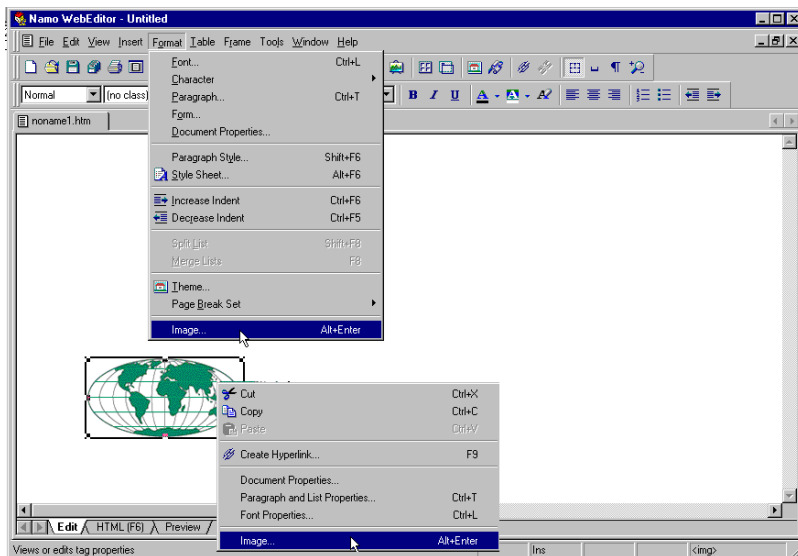 Namo WebEditor - Untitled
File Edit View Insert Format Table Frame Tools Window Help
Normal (no class) B I U A A
noname1.htm
Font... Ctrl+L
Character
Paragraph... Ctrl+T
Form...
Document Properties...
Paragraph Style... Shift+F6
Style Sheet... Alt+F6
Increase Indent Ctrl+F6
Decrease Indent Ctrl+F5
Split List Shift+F8
Merge Lists F8
Theme...
Page Break Set
Image... Alt+Enter
Cut Ctrl+X
Copy Ctrl+C
Paste Ctrl+V
Create Hyperlink... F9
Document Properties...
Paragraph and List Properties... Ctrl+T
Font Properties... Ctrl+L
Image... Alt+Enter
Edit HTML (F6) Preview
Views or edits tag properties Ins <img>